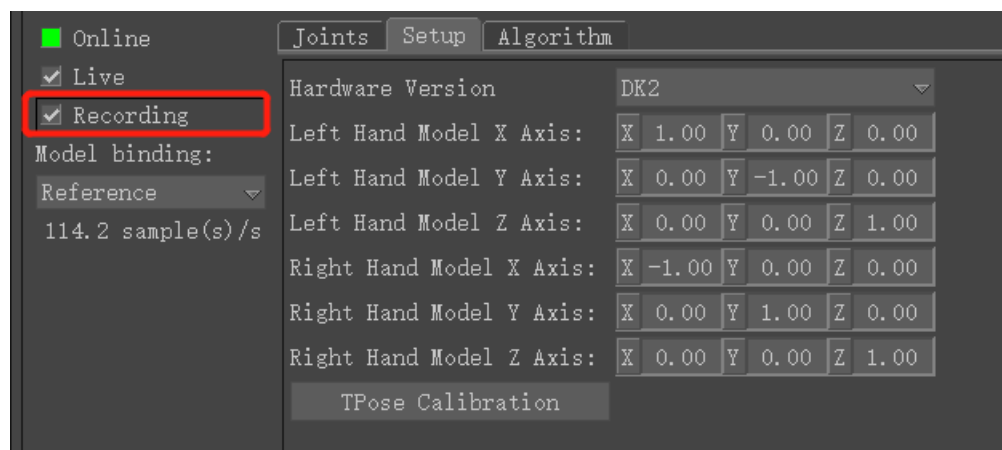 Online
Live
Recording
Model binding:
Reference
114.2 sample(s)/s
Joints Setup Algorithm
Hardware Version DK2
Left Hand Model X Axis: X 1.00 Y 0.00 Z 0.00
Left Hand Model Y Axis: X 0.00 Y -1.00 Z 0.00
Left Hand Model Z Axis: X 0.00 Y 0.00 Z 1.00
Right Hand Model X Axis: X -1.00 Y 0.00 Z 0.00
Right Hand Model Y Axis: X 0.00 Y 1.00 Z 0.00
Right Hand Model Z Axis: X 0.00 Y 0.00 Z 1.00
TPose Calibration